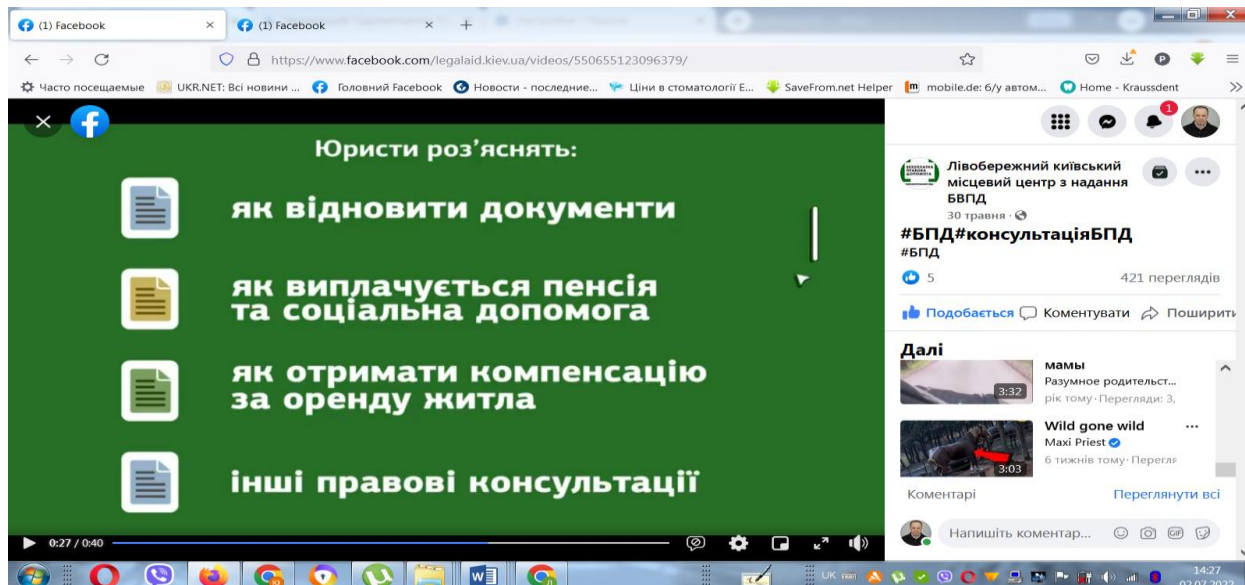 (1) Facebook
(1) Facebook
https://www.facebook.com/legalaid.kiev.ua/videos/550655123096379/
Часто посещаемые
UKR.NET: Всі новини ...
Головний Facebook
Новости - последние...
Ціни в стоматології Е...
SaveFrom.net Helper
mobile.de: б/у автом...
Home - Kraussdent
Юристи роз'яснять:
як відновити документи
як виплачується пенсія
та соціальна допомога
як отримати компенсацію
за оренду житла
інші правові консультації
0:27 / 0:40
1
Лівобережний київський
місцевий центр з надання
БВПД
30 травня
#БПД#консультаціяБПД
#БПД
5
421 переглядів
Подобається
Коментувати
Поширити
Далі
мамы
Разумное родительст...
рік тому · Перегляди: 3,
3:32
Wild gone wild
Maxi Priest
6 тижнів тому · Перегля
3:03
Коментарі
Переглянути всі
Напишіть коментар...
GIF
UK
14:27
02.07.2022